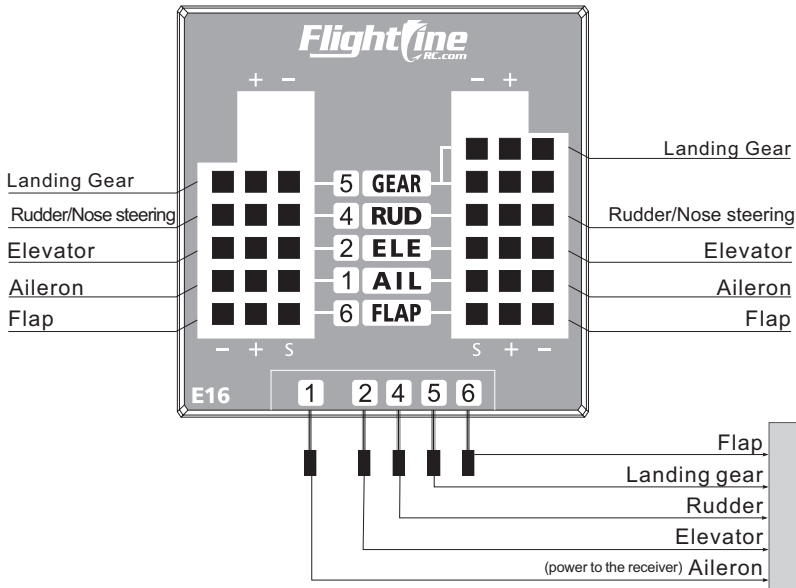 FlightLine
RC.com
+ − − +
Landing Gear
Landing Gear
5 GEAR
Rudder/Nose steering 4 RUD Rudder/Nose steering
Elevator 2 ELE Elevator
Aileron 1 AIL Aileron
Flap 6 FLAP Flap
− + S S + −
E16 1 2 4 5 6
Flap
Landing gear
Rudder
Elevator
(power to the receiver) Aileron